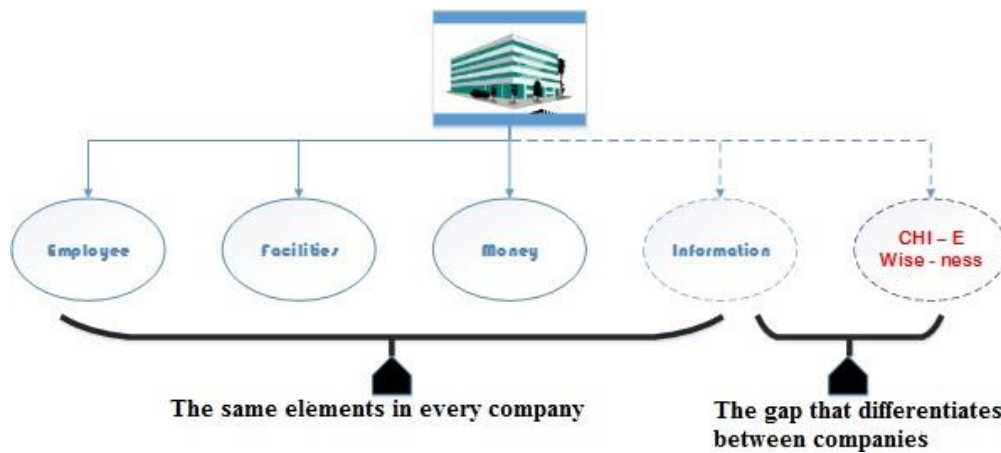 Employee
Facilities
Money
Information
CHI – E
Wise - ness
The same elements in every company
The gap that differentiates
between companies